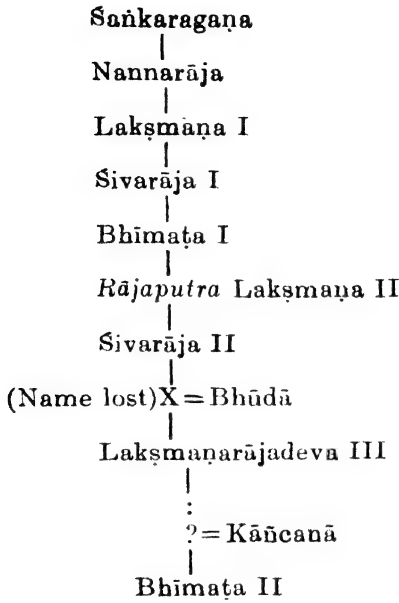 Śaṅkaragaṇa
Nannarāja
Lakṣmaṇa I
Śivarāja I
Bhīmaṭa I
Rājaputra Lakṣmaṇa II
Śivarāja II
(Name lost) X = Bhūdā
Lakṣmaṇarājadeva III
:
? = Kāñcanā
Bhīmaṭa II